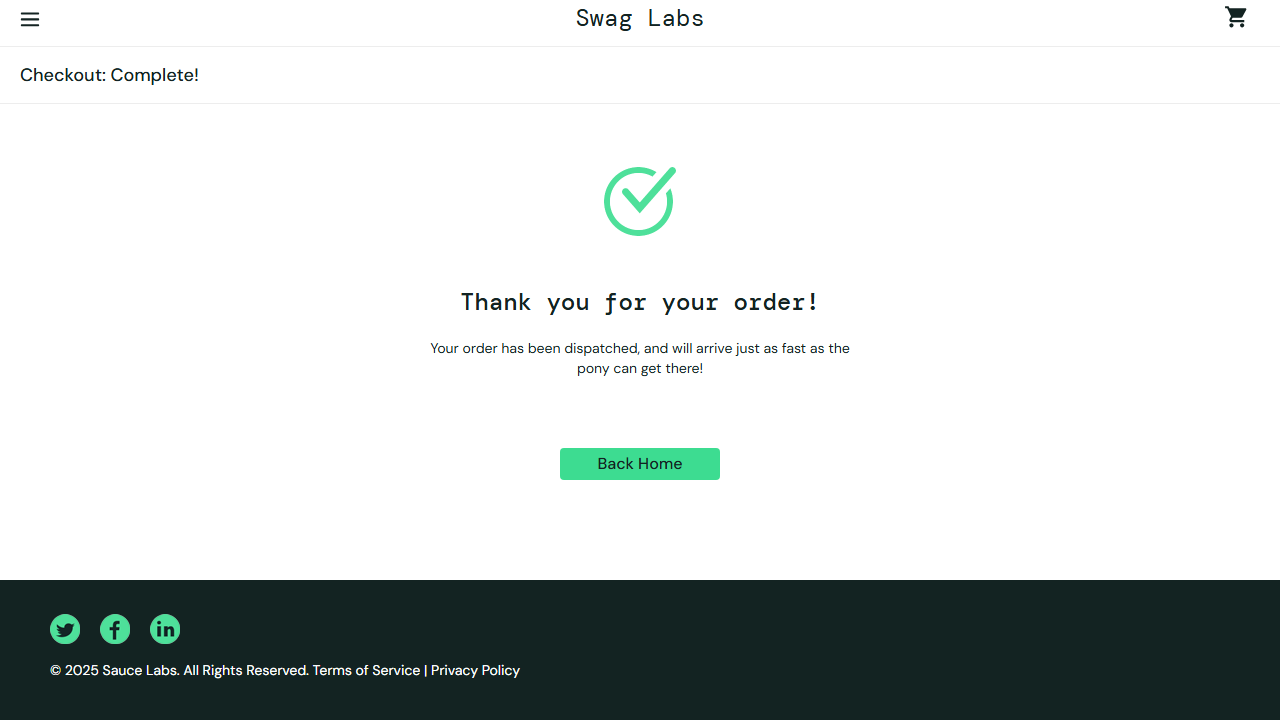 Swag Labs
Checkout: Complete!
Thank you for your order!
Your order has been dispatched, and will arrive just as fast as the
pony can get there!
Back Home
© 2025 Sauce Labs. All Rights Reserved. Terms of Service | Privacy Policy